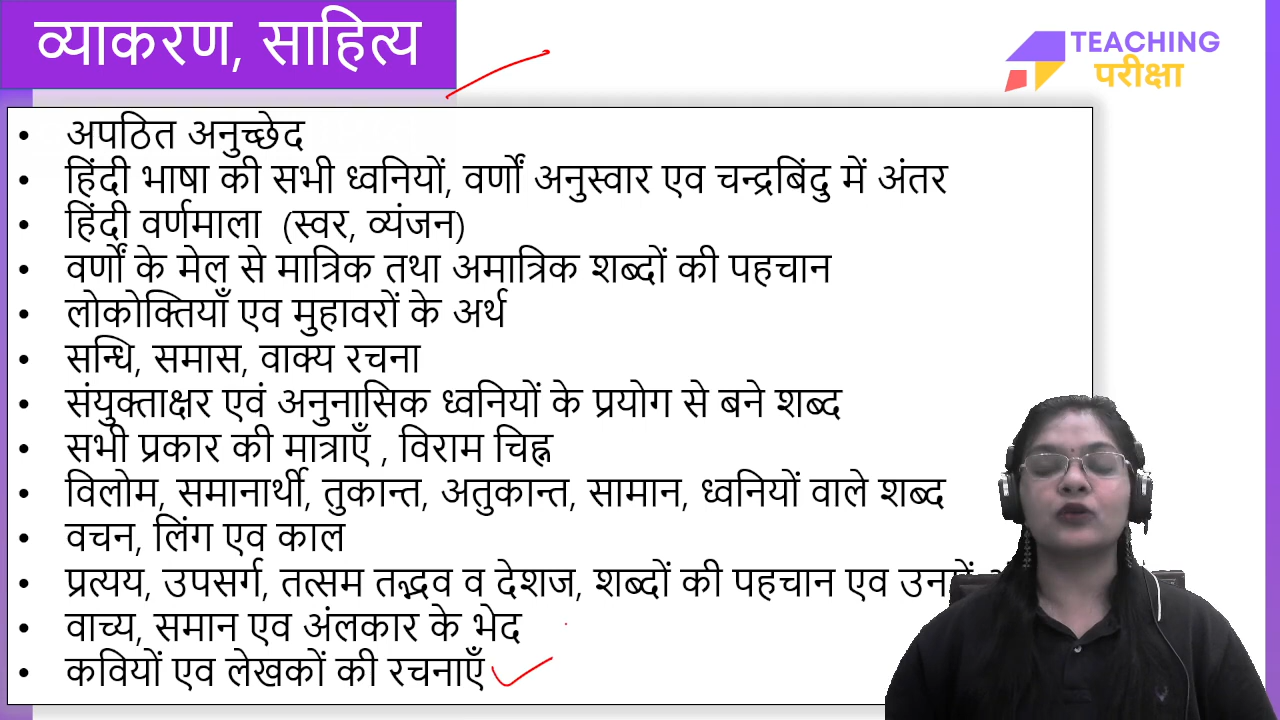 व्याकरण, साहित्य
TEACHING
परीक्षा
• अपठित अनुच्छेद
• हिंदी भाषा की सभी ध्वनियों, वर्णों अनुस्वार एव चन्द्रबिंदु में अंतर
• हिंदी वर्णमाला (स्वर, व्यंजन)
• वर्णों के मेल से मात्रिक तथा अमात्रिक शब्दों की पहचान
• लोकोक्तियाँ एव मुहावरों के अर्थ
• सन्धि, समास, वाक्य रचना
• संयुक्ताक्षर एवं अनुनासिक ध्वनियों के प्रयोग से बने शब्द
• सभी प्रकार की मात्राएँ , विराम चिह्न
• विलोम, समानार्थी, तुकान्त, अतुकान्त, सामान, ध्वनियों वाले शब्द
• वचन, लिंग एव काल
• प्रत्यय, उपसर्ग, तत्सम तद्भव व देशज, शब्दों की पहचान एव उनमें
• वाच्य, समान एव अंलकार के भेद
• कवियों एव लेखकों की रचनाएँ